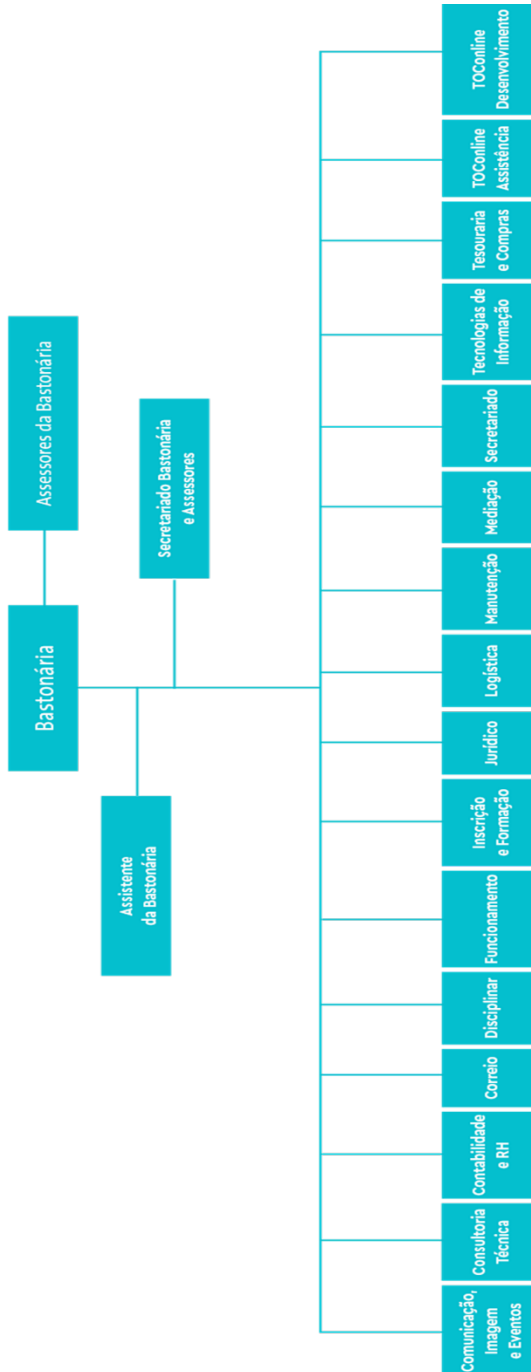 Bastonária
Assessores da Bastonária
Assistente
da Bastonária
Secretariado Bastonária
e Assessores
Comunicação,
Imagem
e Eventos
Consultoria
Técnica
Contabilidade
e RH
Correio
Disciplinar
Funcionamento
Inscrição
e Formação
Jurídico
Logística
Manutenção
Mediação
Secretariado
Tecnologias de
Informação
Tesouraria
e Compras
TOConline
Assistência
TOConline
Desenvolvimento